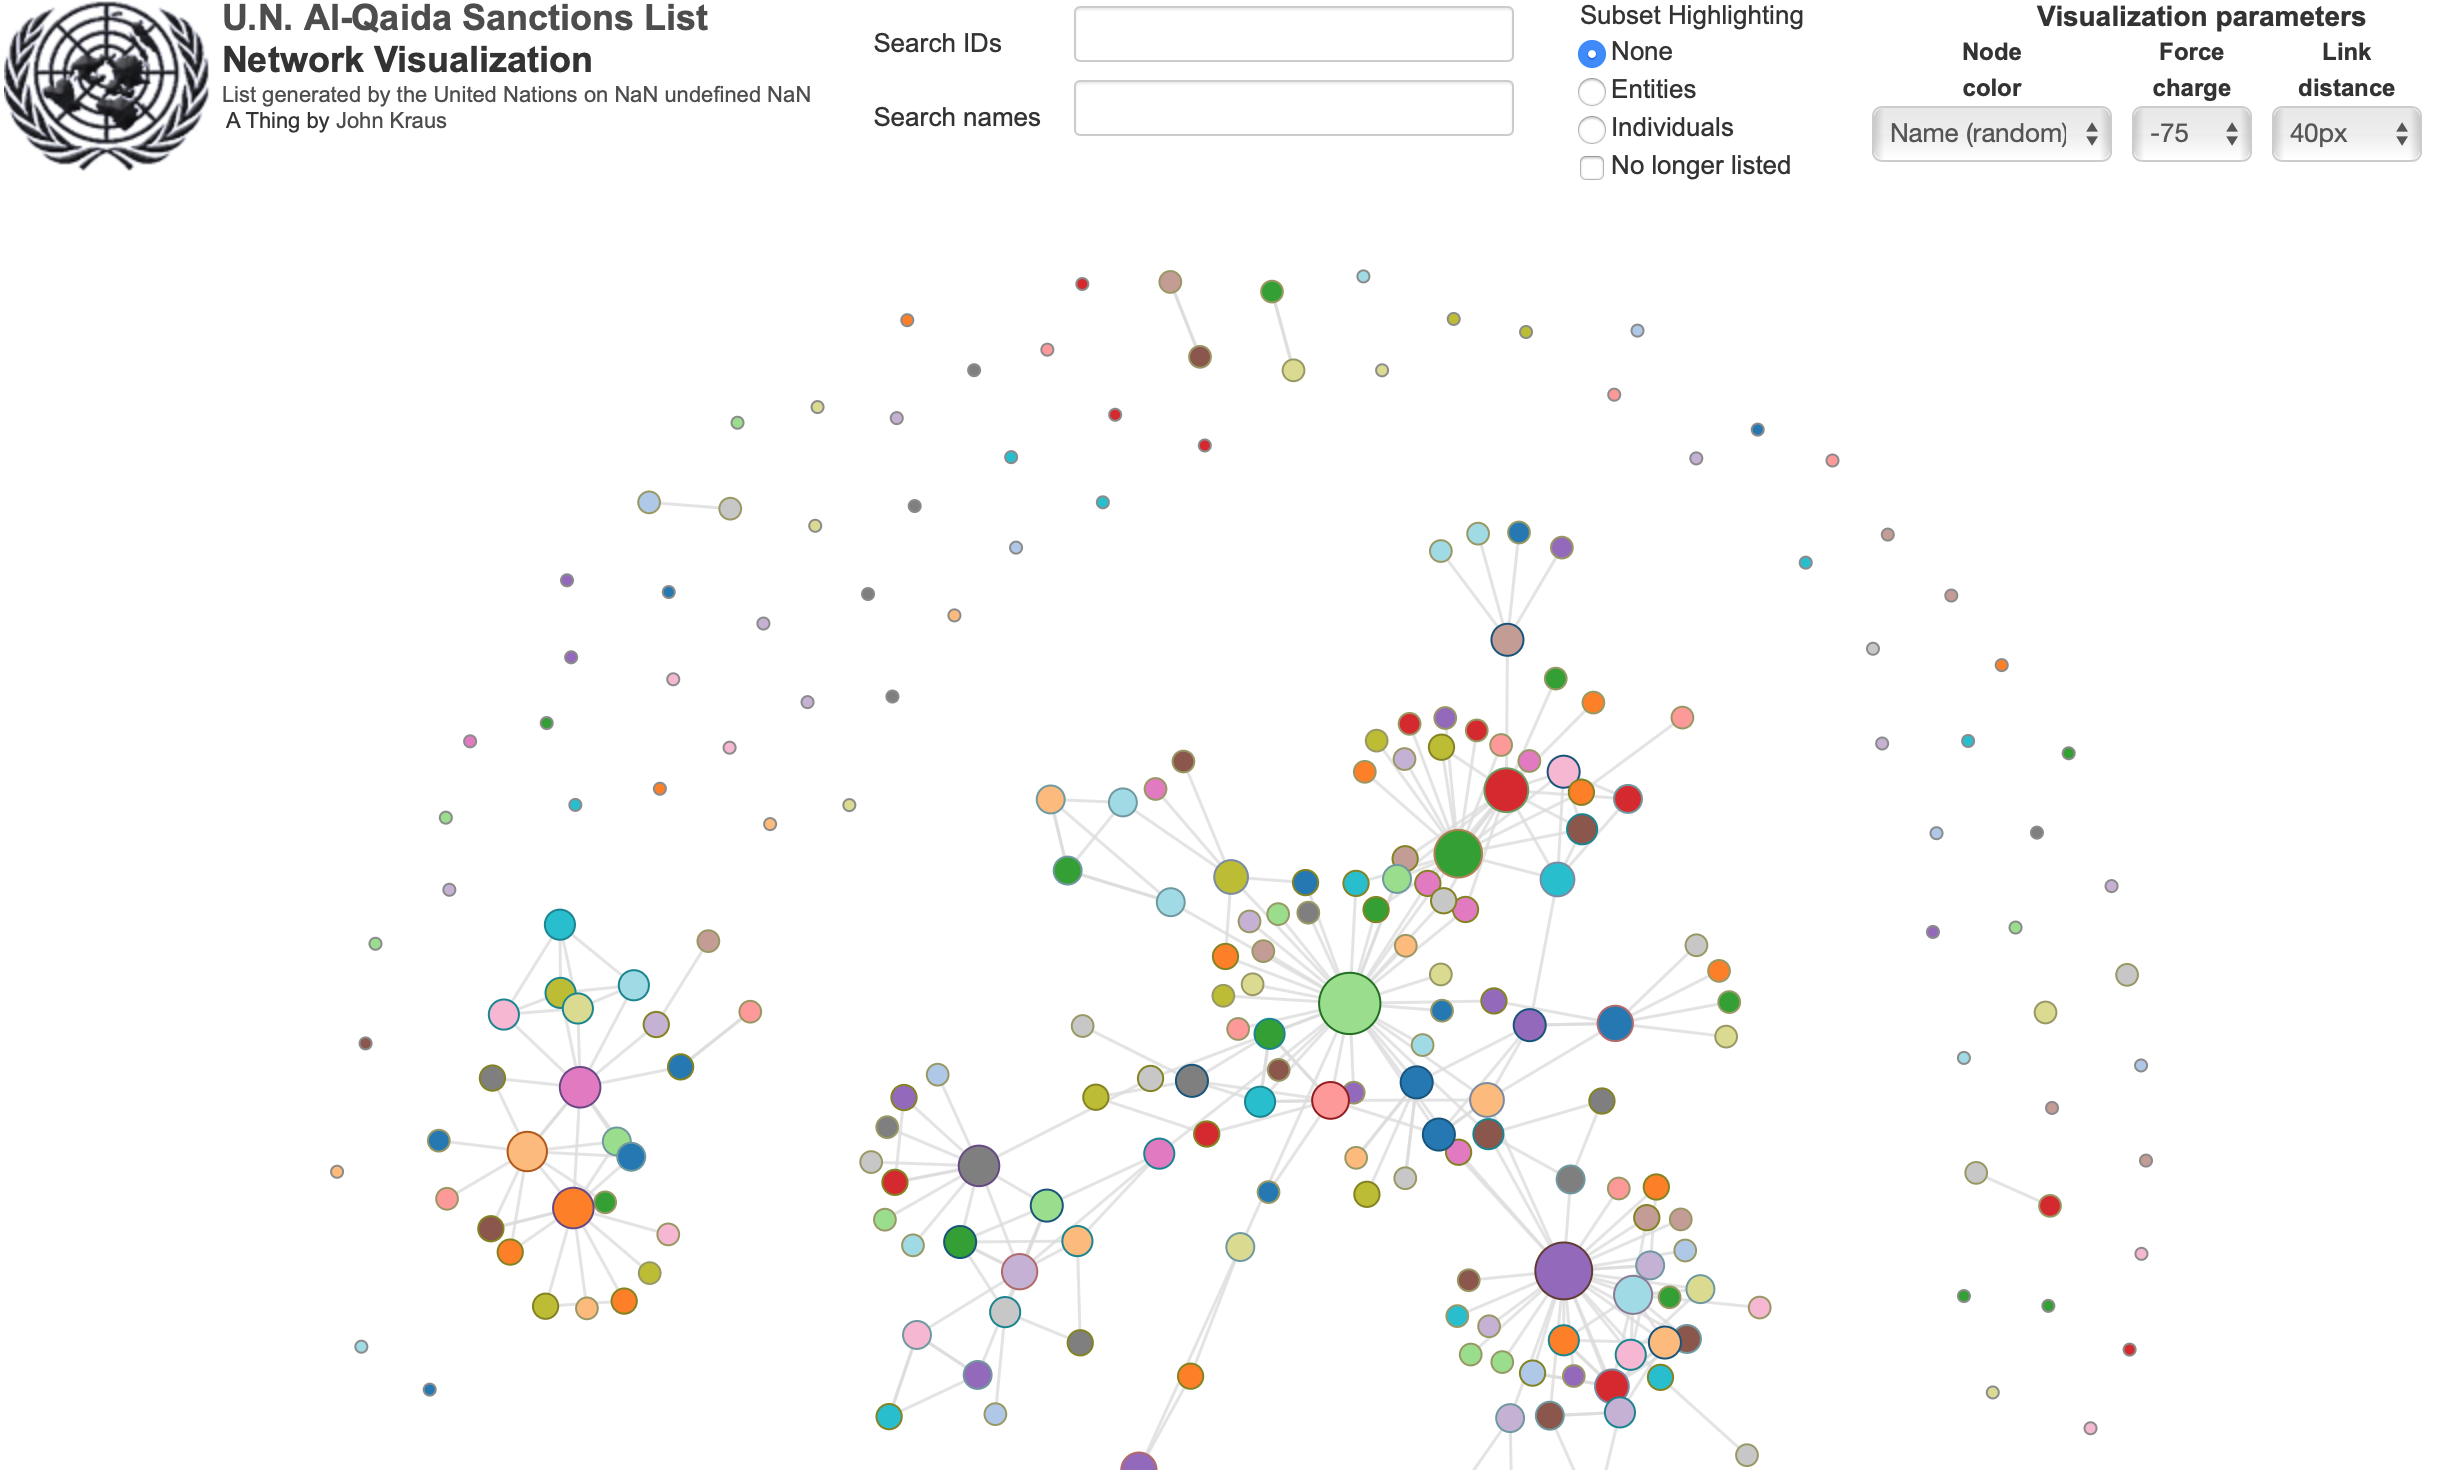 U.N. Al-Qaida Sanctions List
Network Visualization
List generated by the United Nations on NaN undefined NaN
A Thing by John Kraus
Search IDs
Search names
Subset Highlighting
None
Entities
Individuals
No longer listed
Visualization parameters
Node color
Force charge
Link distance
Name (random)
-75
40px